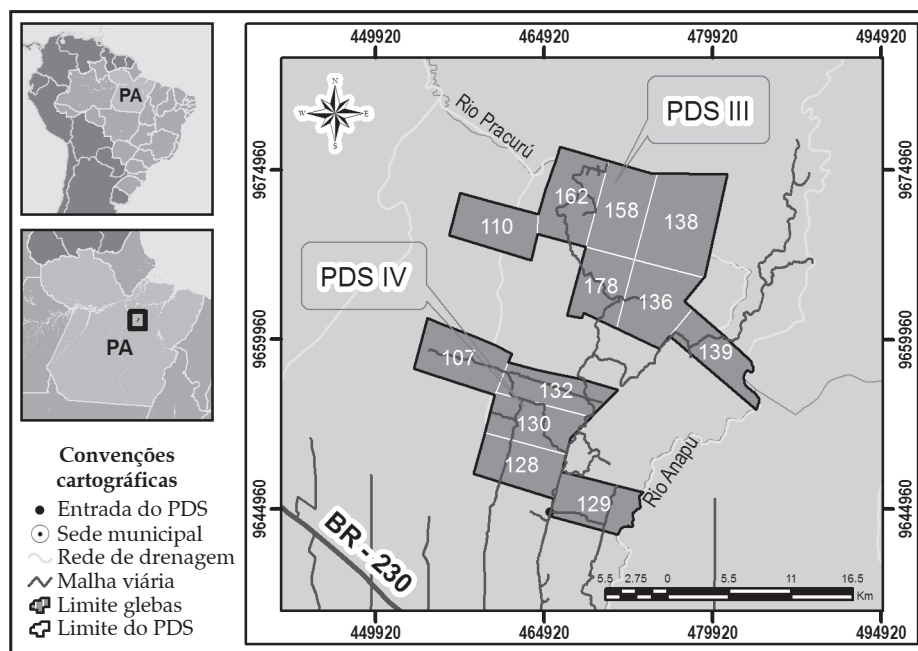 PA
PA
Convenções
cartográficas
Entrada do PDS
Sede municipal
Rede de drenagem
Malha viária
Limite glebas
Limite do PDS
449920 464920 479920 494920
9674960 9674960
9659960 9659960
9644960 9644960
N
W E
S
Rio Pracurú
PDS III
162
158
138
110
PDS IV
178
136
139
107
132
130
128
129
Rio Anapu
BR - 230
5.5 2.75 0 5.5 11 16.5
Km
449920 464920 479920 494920